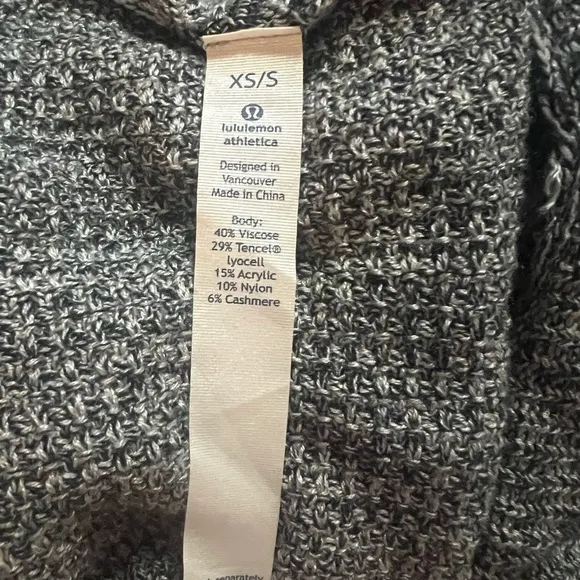 XS/S
lululemon
athletica
Designed in
Vancouver
Made in China
Body:
40% Viscose
29% Tencel®
lyocell
15% Acrylic
10% Nylon
6% Cashmere
separately